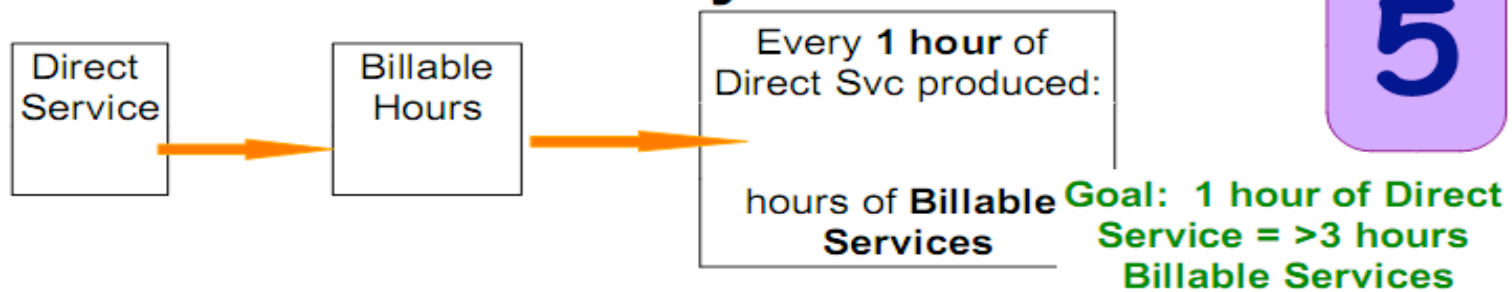 Direct
Service
Billable
Hours
Every 1 hour of
Direct Svc produced:
hours of Billable
Services
5
Goal: 1 hour of Direct
Service = >3 hours
Billable Services